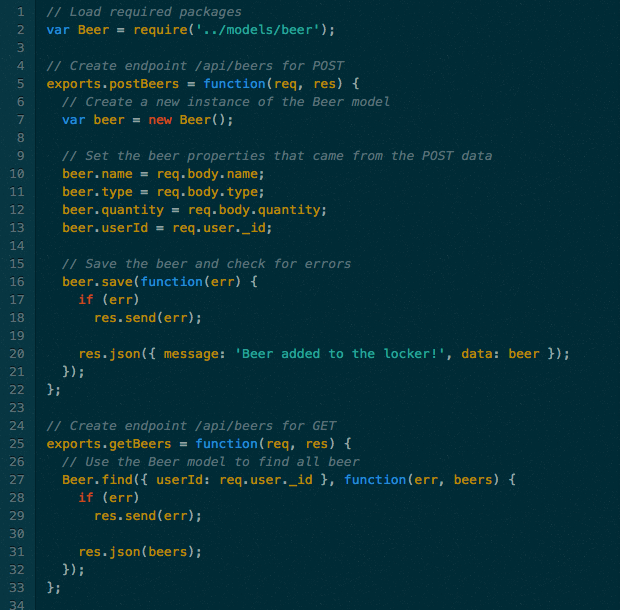 1 // Load required packages
2 var Beer = require('../models/beer');
3
4 // Create endpoint /api/beers for POST
5 exports.postBeers = function(req, res) {
6   // Create a new instance of the Beer model
7   var beer = new Beer();
8
9   // Set the beer properties that came from the POST data
10   beer.name = req.body.name;
11   beer.type = req.body.type;
12   beer.quantity = req.body.quantity;
13   beer.userId = req.user._id;
14
15   // Save the beer and check for errors
16   beer.save(function(err) {
17     if (err)
18       res.send(err);
19
20     res.json({ message: 'Beer added to the locker!', data: beer });
21   });
22 };
23
24 // Create endpoint /api/beers for GET
25 exports.getBeers = function(req, res) {
26   // Use the Beer model to find all beer
27   Beer.find({ userId: req.user._id }, function(err, beers) {
28     if (err)
29       res.send(err);
30
31     res.json(beers);
32   });
33 };
34